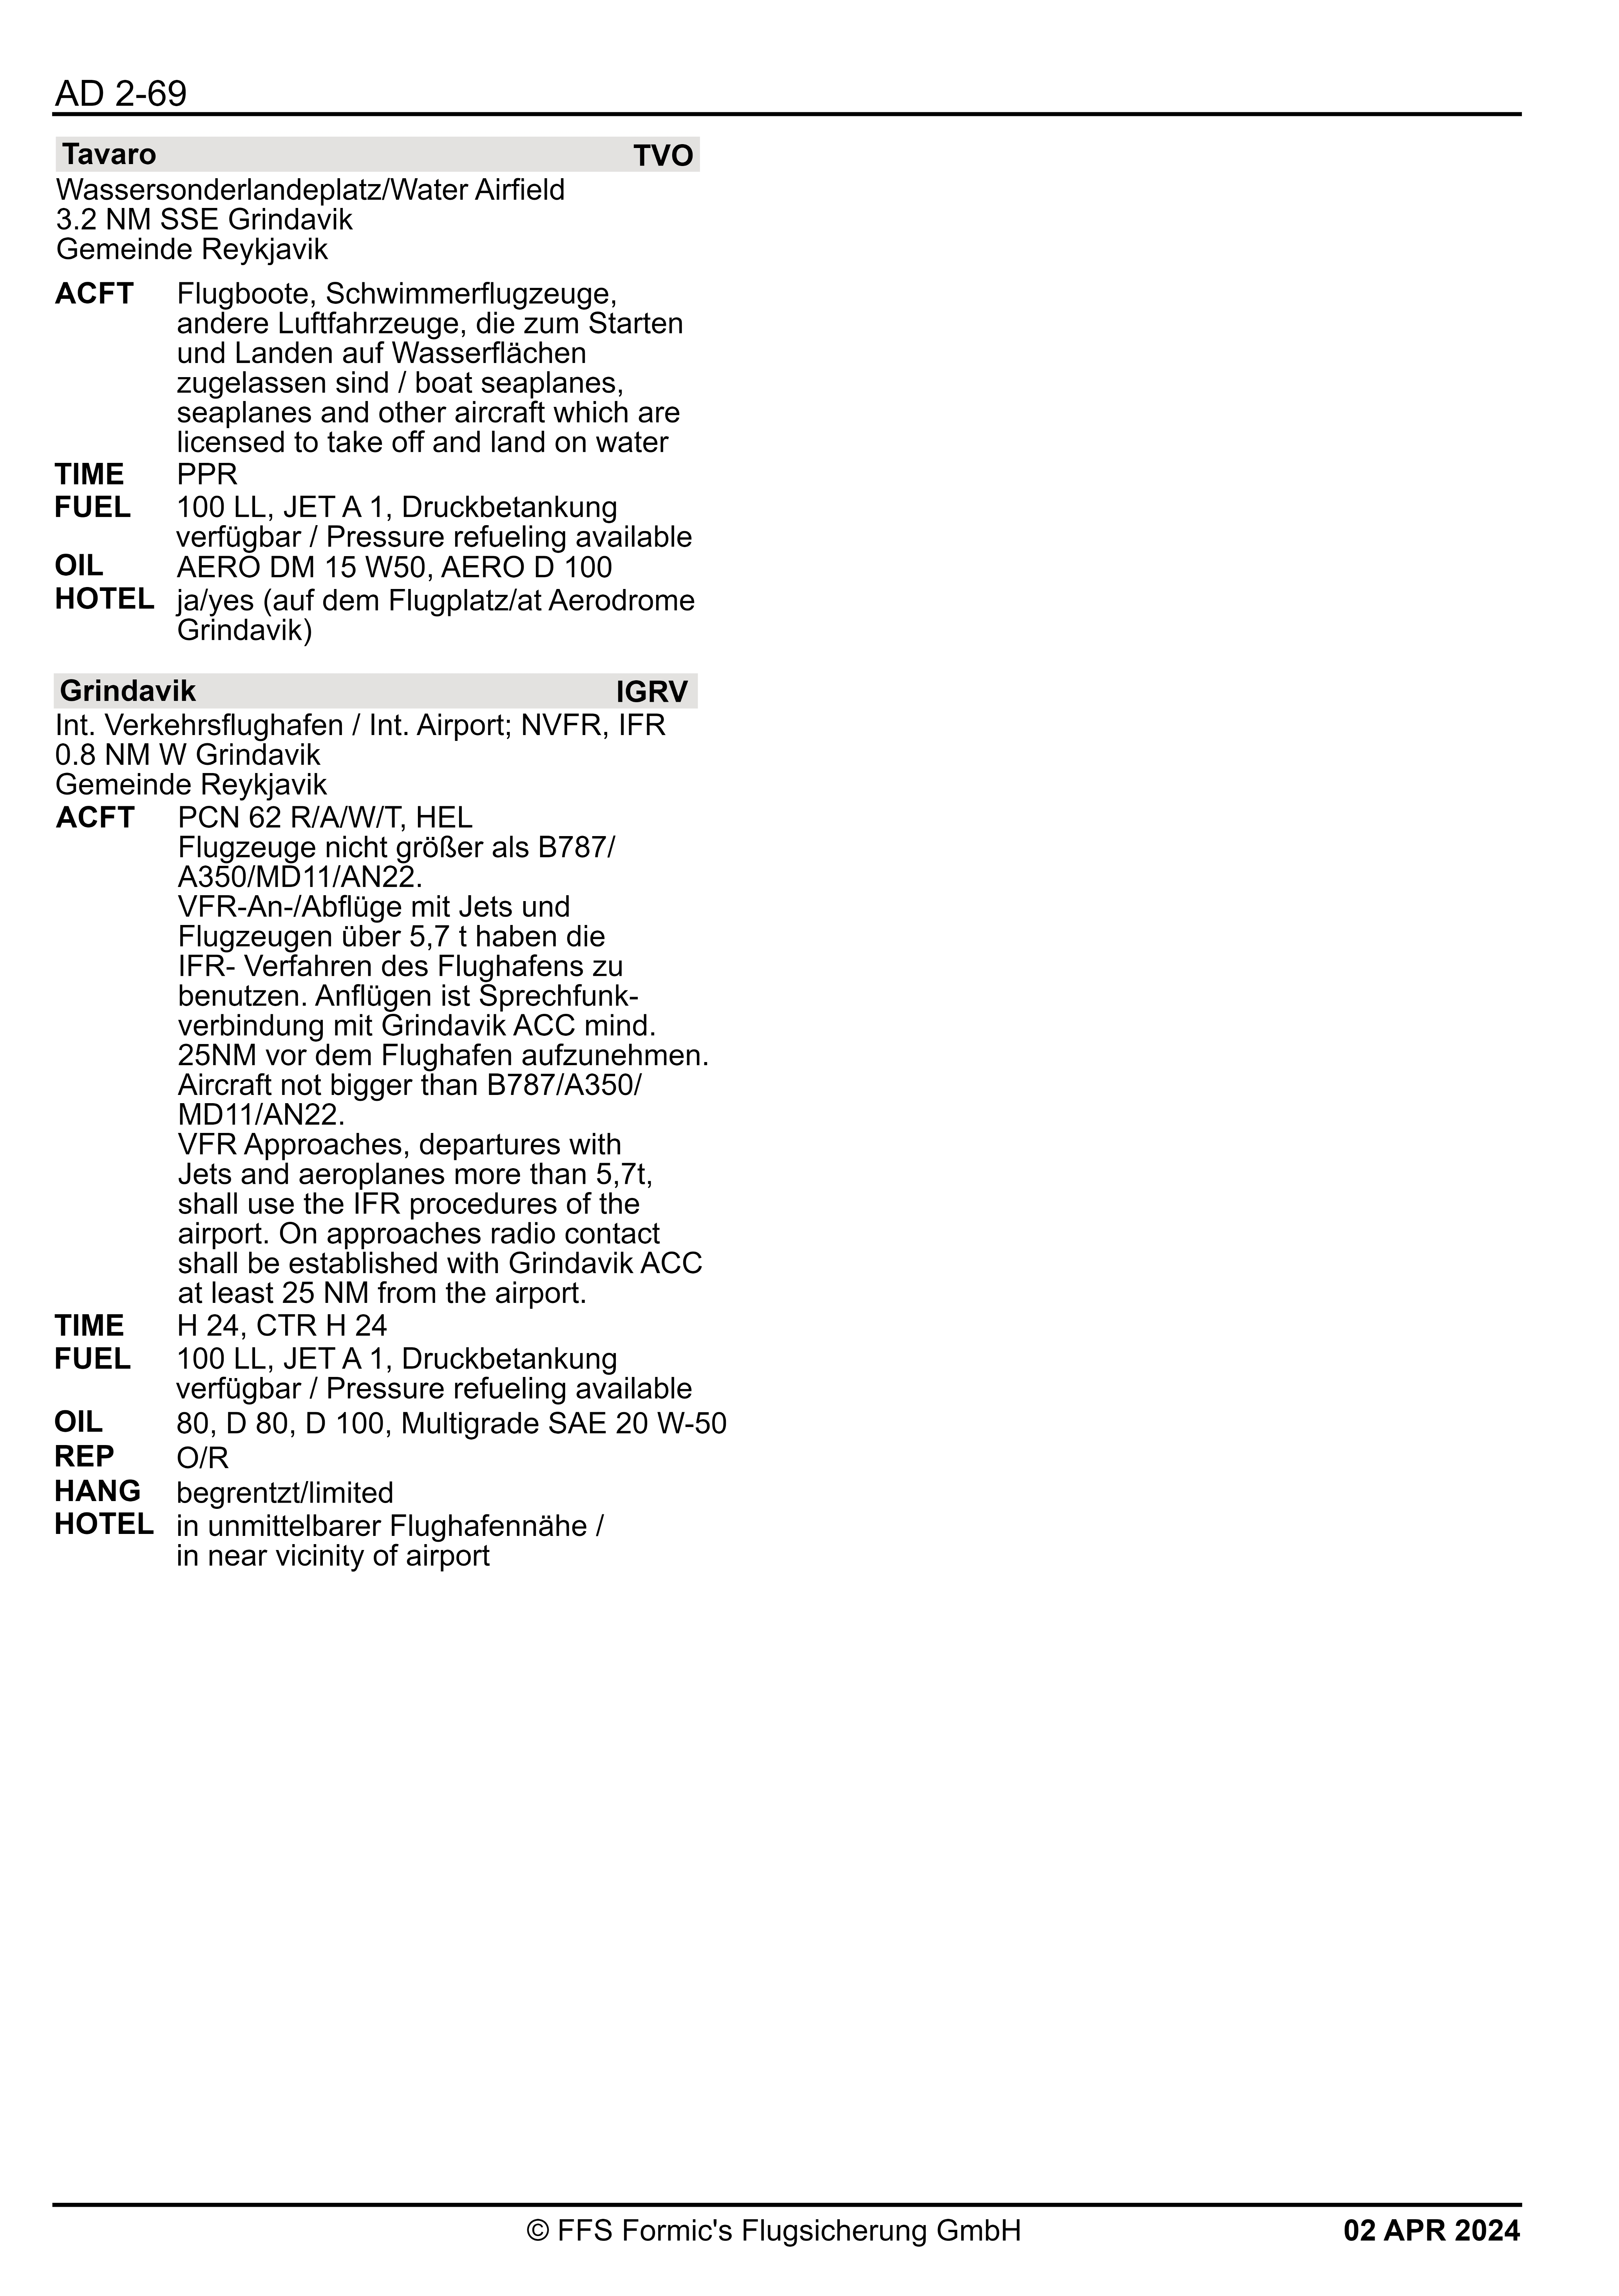 AD 2-69
Tavaro TVO
Wassersonderlandeplatz/Water Airfield
3.2 NM SSE Grindavik
Gemeinde Reykjavik
ACFT Flugboote, Schwimmerflugzeuge,
andere Luftfahrzeuge, die zum Starten
und Landen auf Wasserflächen
zugelassen sind / boat seaplanes,
seaplanes and other aircraft which are
licensed to take off and land on water
TIME PPR
FUEL 100 LL, JET A 1, Druckbetankung
verfügbar / Pressure refueling available
OIL AERO DM 15 W50, AERO D 100
HOTEL ja/yes (auf dem Flugplatz/at Aerodrome
Grindavik)
Grindavik IGRV
Int. Verkehrsflughafen / Int. Airport; NVFR, IFR
0.8 NM W Grindavik
Gemeinde Reykjavik
ACFT PCN 62 R/A/W/T, HEL
Flugzeuge nicht größer als B787/
A350/MD11/AN22.
VFR-An-/Abflüge mit Jets und
Flugzeugen über 5,7 t haben die
IFR- Verfahren des Flughafens zu
benutzen. Anflügen ist Sprechfunk-
verbindung mit Grindavik ACC mind.
25NM vor dem Flughafen aufzunehmen.
Aircraft not bigger than B787/A350/
MD11/AN22.
VFR Approaches, departures with
Jets and aeroplanes more than 5,7t,
shall use the IFR procedures of the
airport. On approaches radio contact
shall be established with Grindavik ACC
at least 25 NM from the airport.
TIME H 24, CTR H 24
FUEL 100 LL, JET A 1, Druckbetankung
verfügbar / Pressure refueling available
OIL 80, D 80, D 100, Multigrade SAE 20 W-50
REP O/R
HANG begrentzt/limited
HOTEL in unmittelbarer Flughafennähe /
in near vicinity of airport
© FFS Formic's Flugsicherung GmbH 02 APR 2024